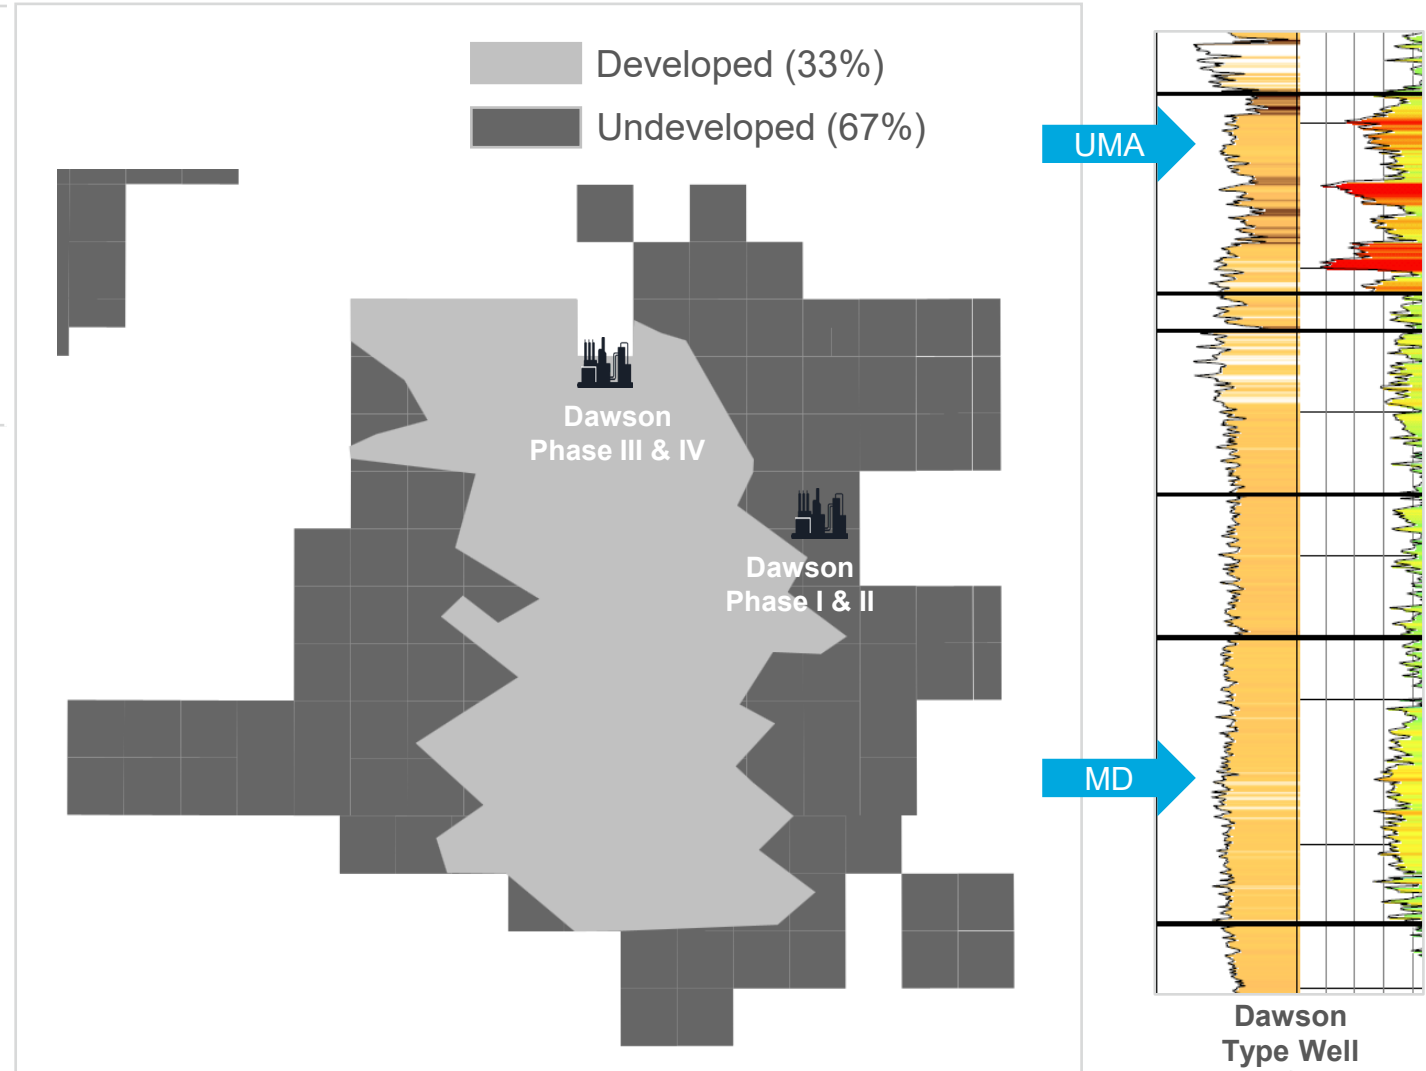 Developed (33%)
Undeveloped (67%)
UMA
Dawson
Phase III & IV
Dawson
Phase I & II
MD
Dawson
Type Well